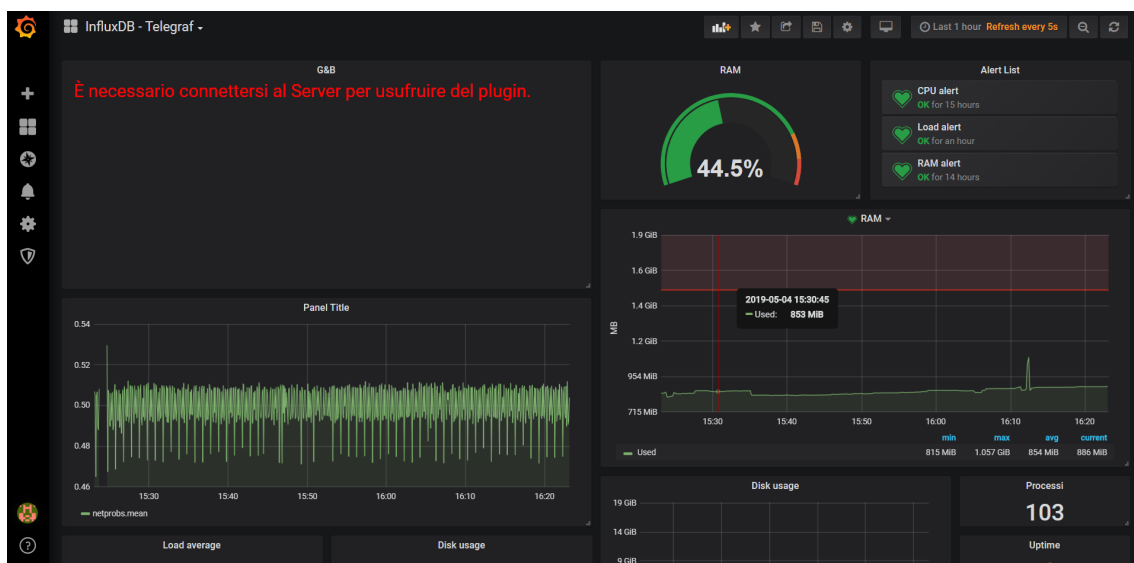 InfluxDB - Telegraf
Last 1 hour Refresh every 5s
G&B
È necessario connettersi al Server per usufruire del plugin.
RAM
44.5%
Alert List
CPU alert
OK for 15 hours
Load alert
OK for an hour
RAM alert
OK for 14 hours
RAM
1.9 GiB
1.6 GiB
1.4 GiB
1.2 GiB
954 MiB
715 MiB
MB
2019-05-04 15:30:45
Used: 853 MiB
15:30 15:40 15:50 16:00 16:10 16:20
min max avg current
Used 815 MiB 1.057 GiB 854 MiB 886 MiB
Panel Title
0.54
0.52
0.50
0.48
0.46
15:30 15:40 15:50 16:00 16:10 16:20
netprobs.mean
Disk usage
19 GiB
14 GiB
9 GiB
Processi
103
Uptime
Load average
Disk usage